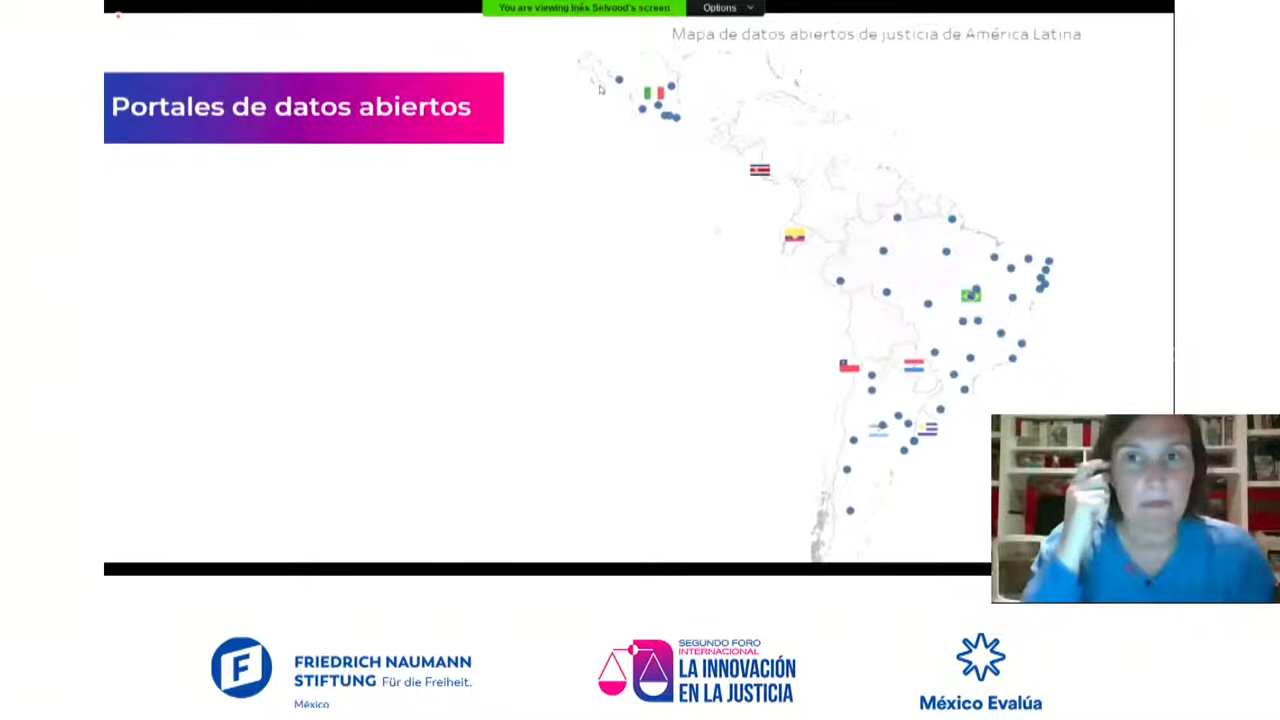 You are viewing Inés Selvood's screen
Options
Mapa de datos abiertos de justicia de América Latina
Portales de datos abiertos
F
FRIEDRICH NAUMANN
STIFTUNG Für die Freiheit.
México
SEGUNDO FORO
INTERNACIONAL
LA INNOVACIÓN
EN LA JUSTICIA
México Evalúa